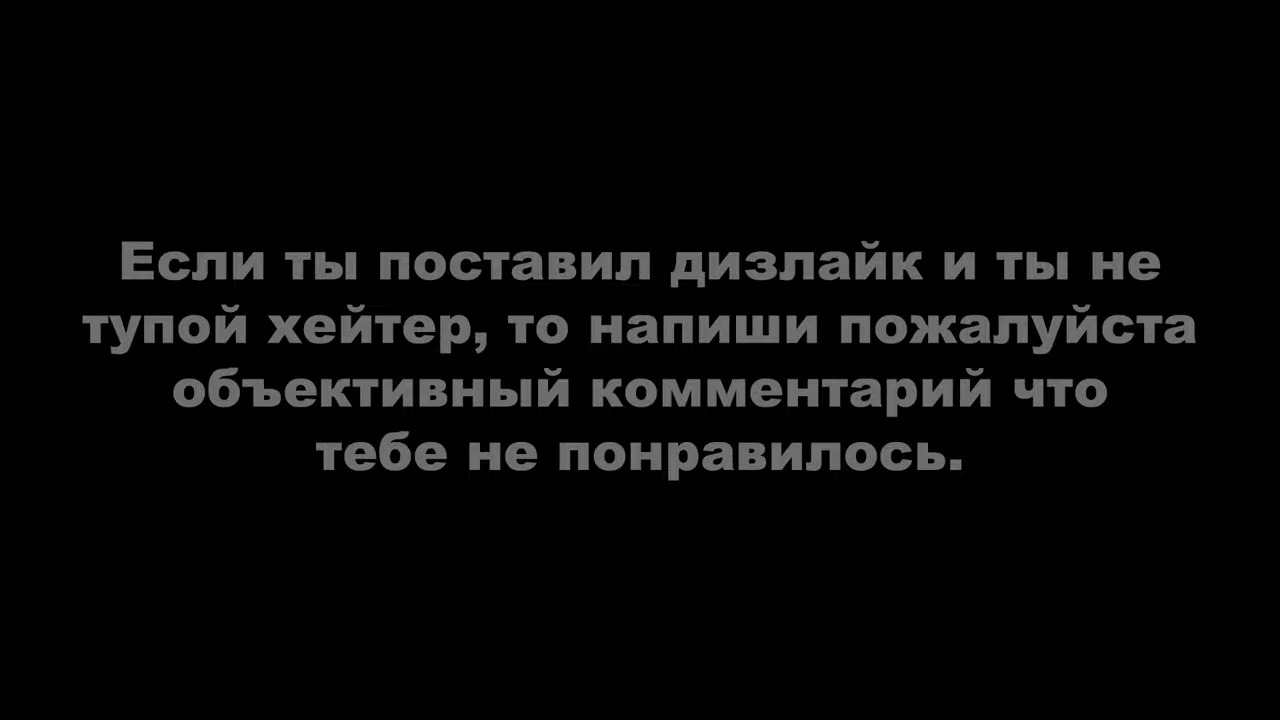 Если ты поставил дизлайк и ты не
тупой хейтер, то напиши пожалуйста
объективный комментарий что
тебе не понравилось.